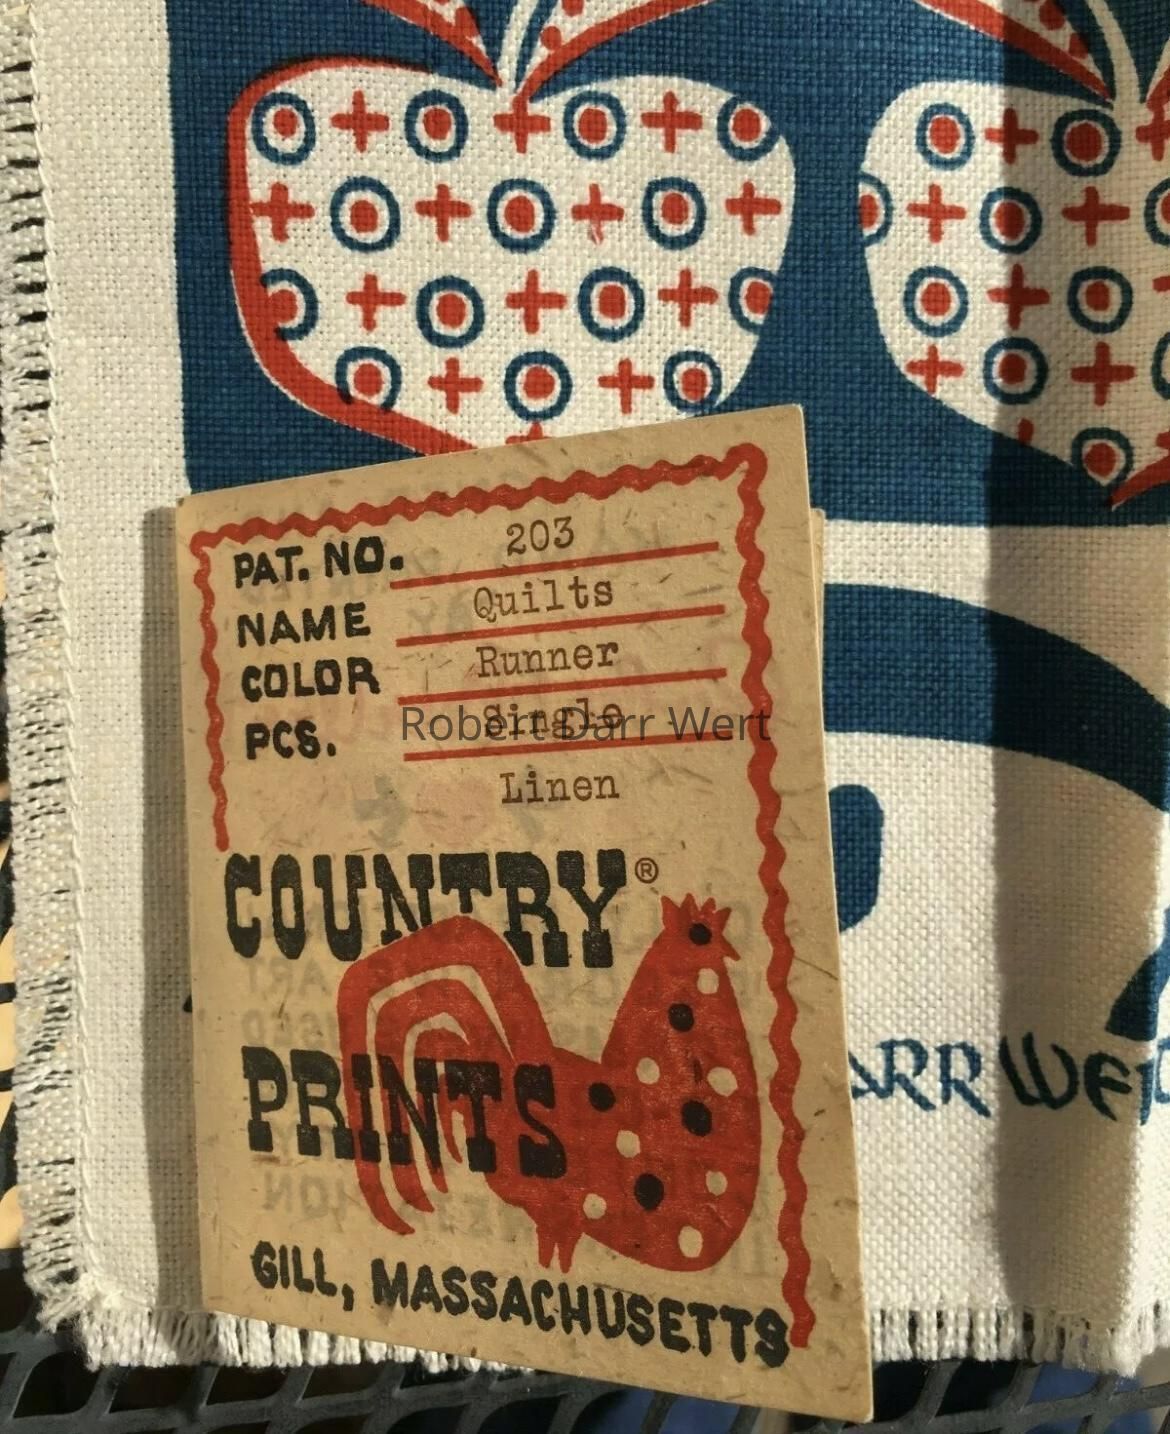 PAT. NO. 203
NAME Quilts
COLOR Runner
PCS. Single
Linen
Robert Darr Wert
COUNTRY®
PRINTS
GILL, MASSACHUSETTS
ARR WE